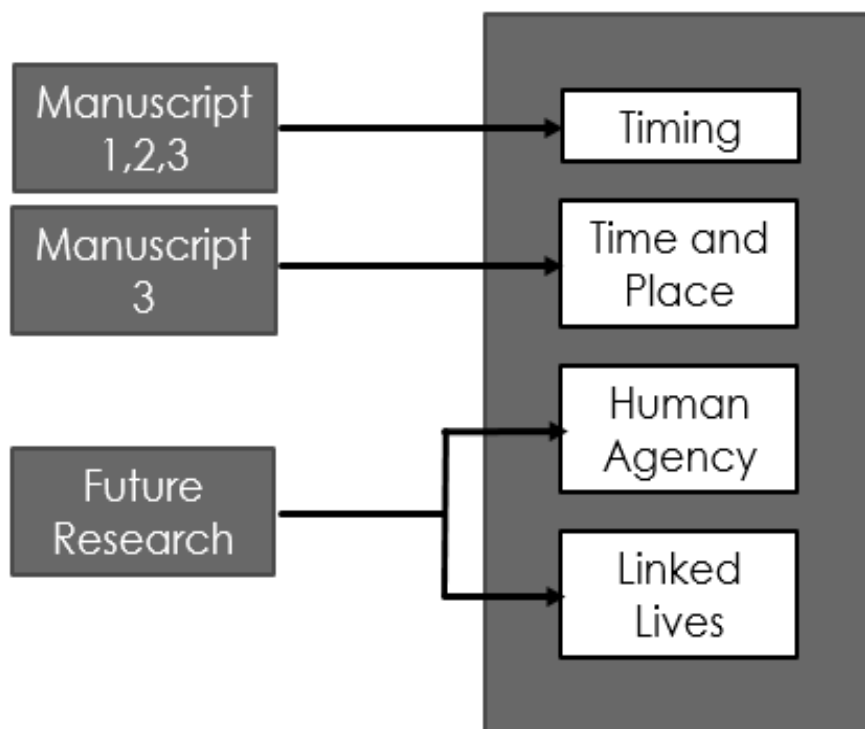 Manuscript
1,2,3
Timing
Manuscript
3
Time and
Place
Human
Agency
Future
Research
Linked
Lives